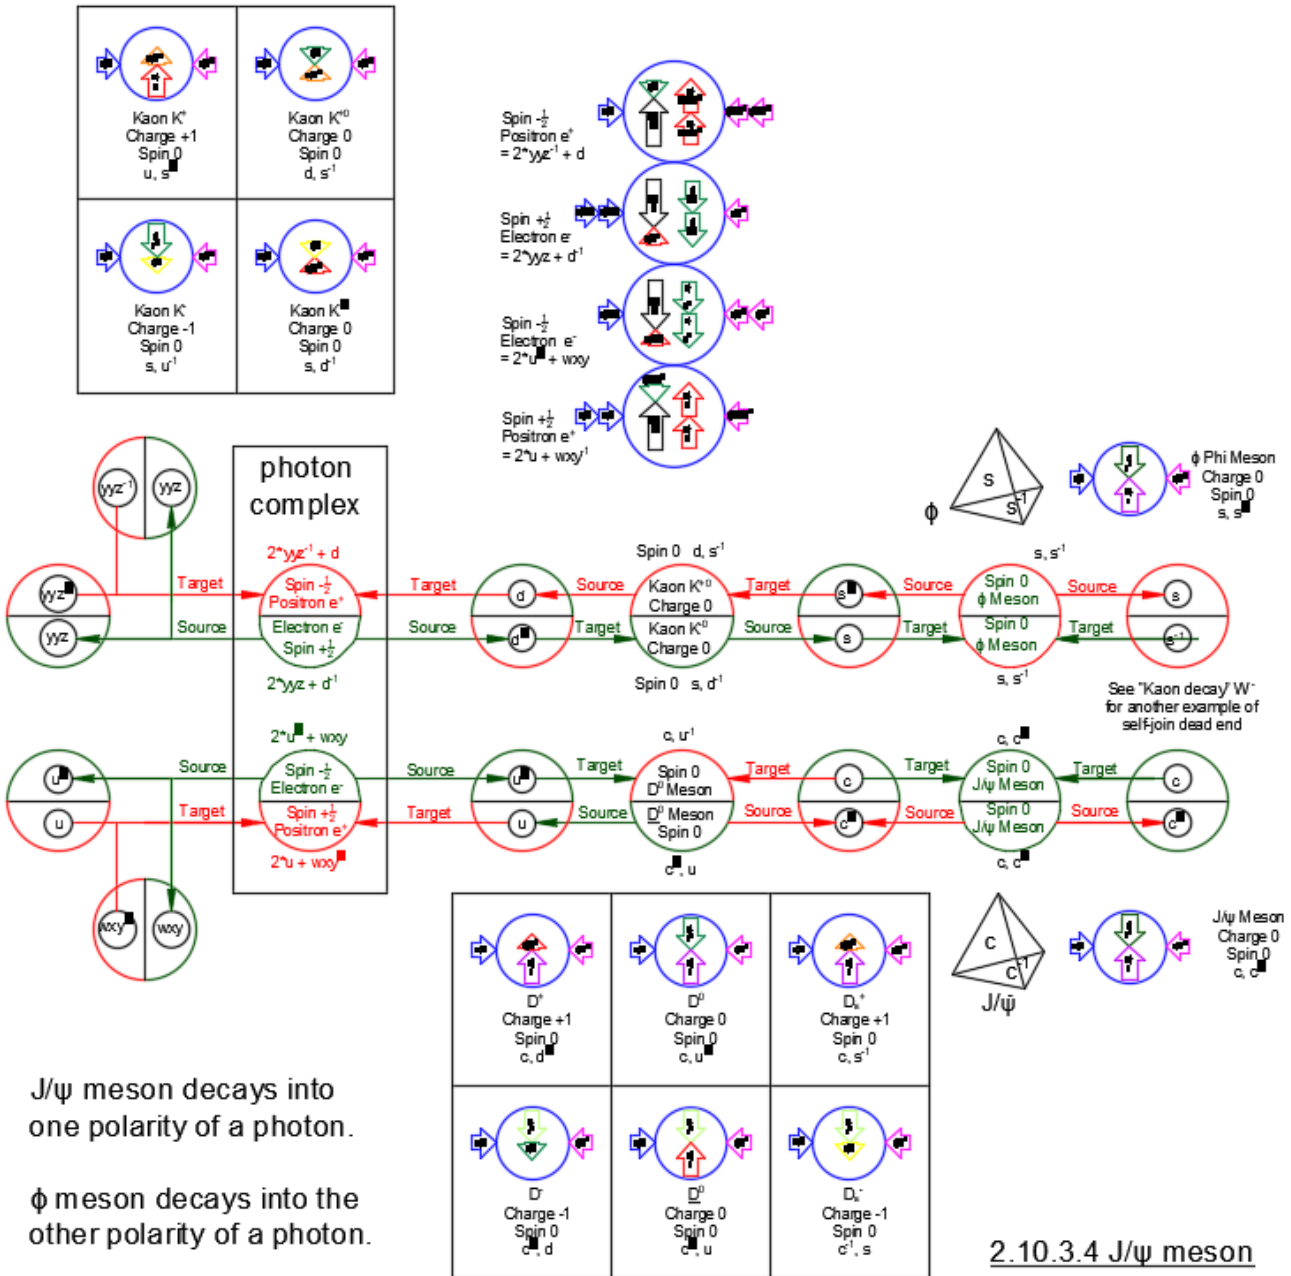 Kaon K⁺
Charge +1
Spin 0
u, s■
Kaon K⁺⁰
Charge 0
Spin 0
d, s⁻¹
Kaon K⁻
Charge -1
Spin 0
s, u⁻¹
Kaon K■
Charge 0
Spin 0
s, d⁻¹
Spin -½
Positron e⁺
= 2*yyz⁻¹ + d
Spin +½
Electron e⁻
= 2*yyz + d⁻¹
Spin -½
Electron e⁻
= 2*u■ + wxy
Spin +½
Positron e⁺
= 2*u + wxy¹
ϕ
s
s⁻¹
ϕ Phi Meson
Charge 0
Spin 0
s, s■
photon
complex
yyz⁻¹
yyz
yyz■
yyz
Target
Source
2*yyz⁻¹ + d
Spin -½
Positron e⁺
Electron e⁻
Spin +½
2*yyz + d⁻¹
Target
Source
d
d■
Source
Target
Spin 0 d, s⁻¹
Kaon K⁺⁰
Charge 0
Kaon K⁻⁰
Charge 0
Spin 0 s, d⁻¹
Target
Source
s■
s
Source
Target
s, s⁻¹
Spin 0
ϕ Meson
Spin 0
ϕ Meson
s, s⁻¹
Source
Target
s
s⁻¹
See "Kaon decay" W⁻
for another example of
self-join dead end
u■
u
Source
Target
wxy■
wxy
2*u■ + wxy
Spin -½
Electron e⁻
Spin +½
Positron e⁺
2*u + wxy■
Source
Target
u■
u
Target
Source
c, u⁻¹
Spin 0
D⁰ Meson
D⁰ Meson
Spin 0
c■, u
Target
Source
c
c■
Target
Source
c, c■
Spin 0
J/ψ Meson
Spin 0
J/ψ Meson
c, c■
Target
Source
c
c■
c
c⁻¹
J/ψ
J/ψ Meson
Charge 0
Spin 0
c, c■
D⁺
Charge +1
Spin 0
c, d■
D⁰
Charge 0
Spin 0
c, u■
Dₛ⁺
Charge +1
Spin 0
c, s⁻¹
D⁻
Charge -1
Spin 0
c■, d
D⁰
Charge 0
Spin 0
c■, u
Dₛ⁻
Charge -1
Spin 0
c⁻¹, s
J/ψ meson decays into
one polarity of a photon.
ϕ meson decays into the
other polarity of a photon.
2.10.3.4 J/ψ meson